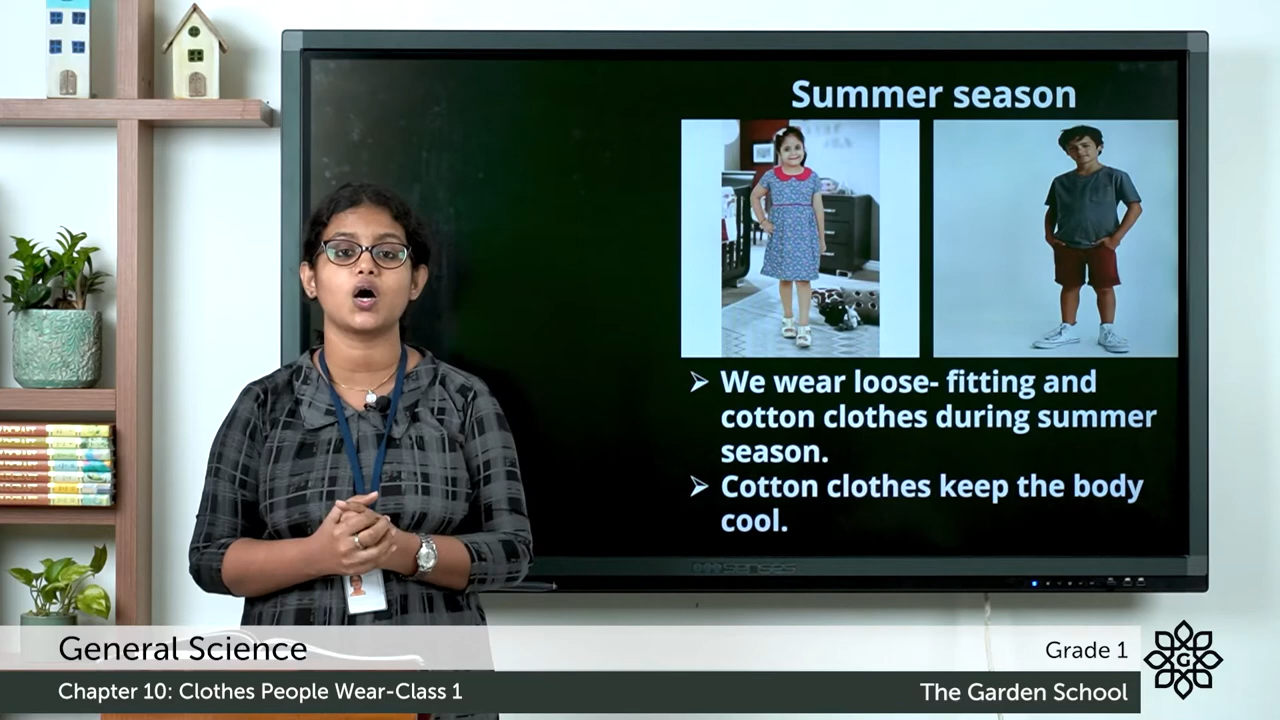 Summer season
➢ We wear loose- fitting and
cotton clothes during summer
season.
➢ Cotton clothes keep the body
cool.
General Science
Grade 1
Chapter 10: Clothes People Wear-Class 1
The Garden School
G